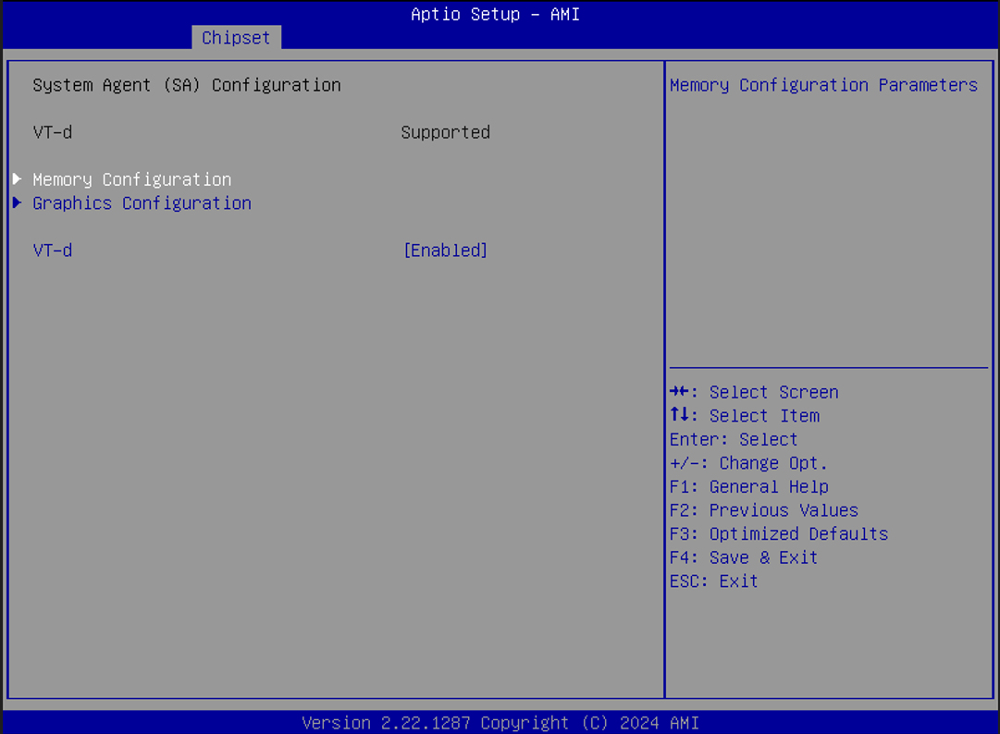 Aptio Setup - AMI
Chipset
System Agent (SA) Configuration
VT-d Supported
Memory Configuration
Graphics Configuration
VT-d [Enabled]
Memory Configuration Parameters
→←: Select Screen
↑↓: Select Item
Enter: Select
+/-: Change Opt.
F1: General Help
F2: Previous Values
F3: Optimized Defaults
F4: Save & Exit
ESC: Exit
Version 2.22.1287 Copyright (C) 2024 AMI